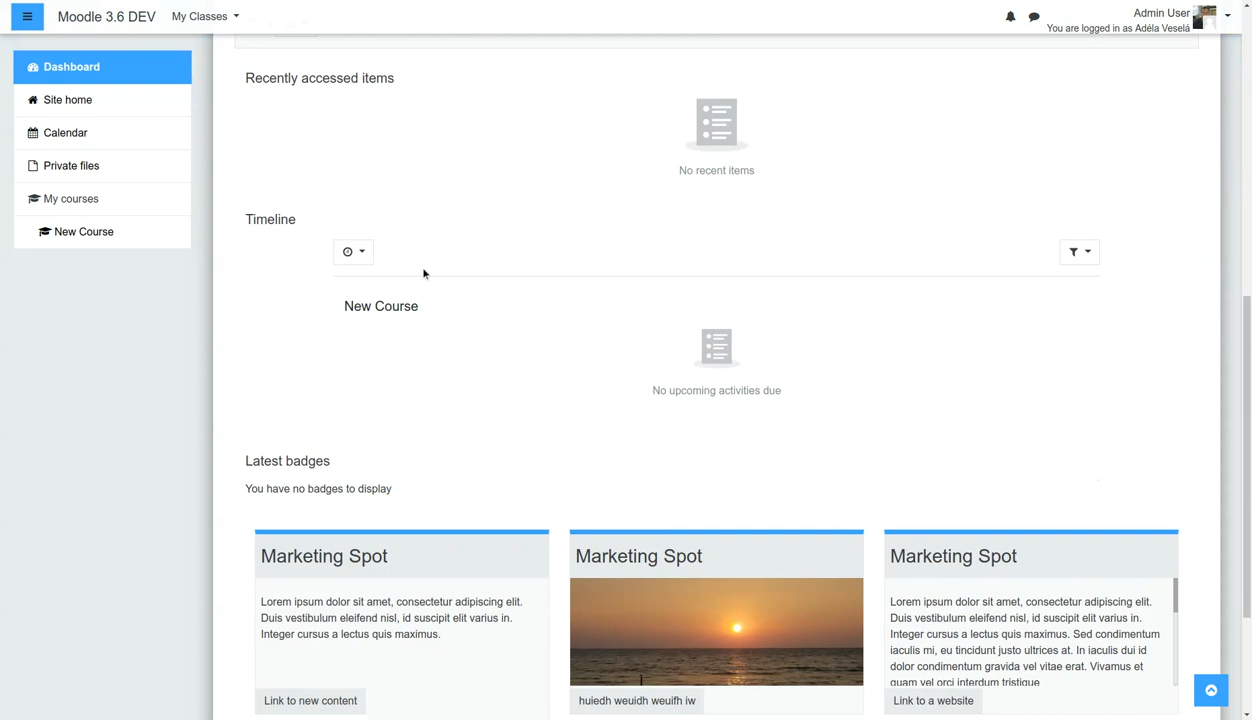 Moodle 3.6 DEV
My Classes
Admin User
You are logged in as Adéla Veselá
Dashboard
Site home
Calendar
Private files
My courses
New Course
Recently accessed items
No recent items
Timeline
New Course
No upcoming activities due
Latest badges
You have no badges to display
Marketing Spot
Lorem ipsum dolor sit amet, consectetur adipiscing elit.
Duis vestibulum eleifend nisl, id suscipit elit varius in.
Integer cursus a lectus quis maximus.
Link to new content
Marketing Spot
huiedh weuidh weuifh iw
Marketing Spot
Lorem ipsum dolor sit amet, consectetur adipiscing elit.
Duis vestibulum eleifend nisl, id suscipit elit varius in.
Integer cursus a lectus quis maximus. Sed condimentum
iaculis mi, eu tincidunt justo ultrices at. In iaculis dui id
dolor condimentum gravida vel vitae erat. Vivamus et
quam vel orci interdum tristique
Link to a website